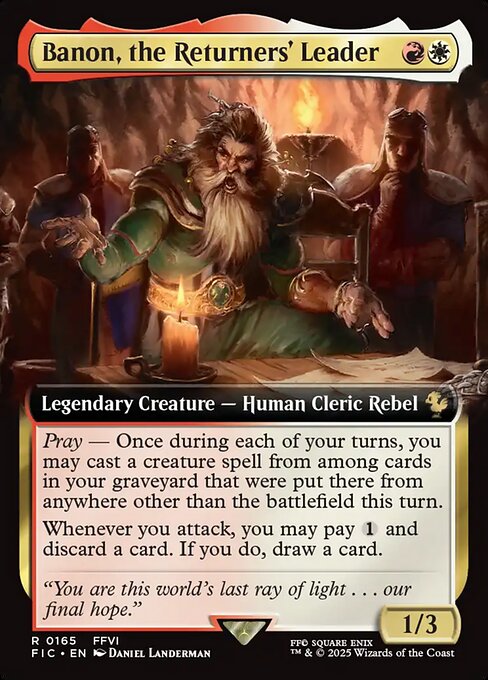 Banon, the Returners' Leader
Legendary Creature — Human Cleric Rebel
Pray — Once during each of your turns, you
may cast a creature spell from among cards
in your graveyard that were put there from
anywhere other than the battlefield this turn.
Whenever you attack, you may pay 1 and
discard a card. If you do, draw a card.
“You are this world's last ray of light . . . our
final hope.”
1/3
R 0165 FFVI
FIC • EN Daniel Landerman
FF© SQUARE ENIX
™ & © 2025 Wizards of the Coast